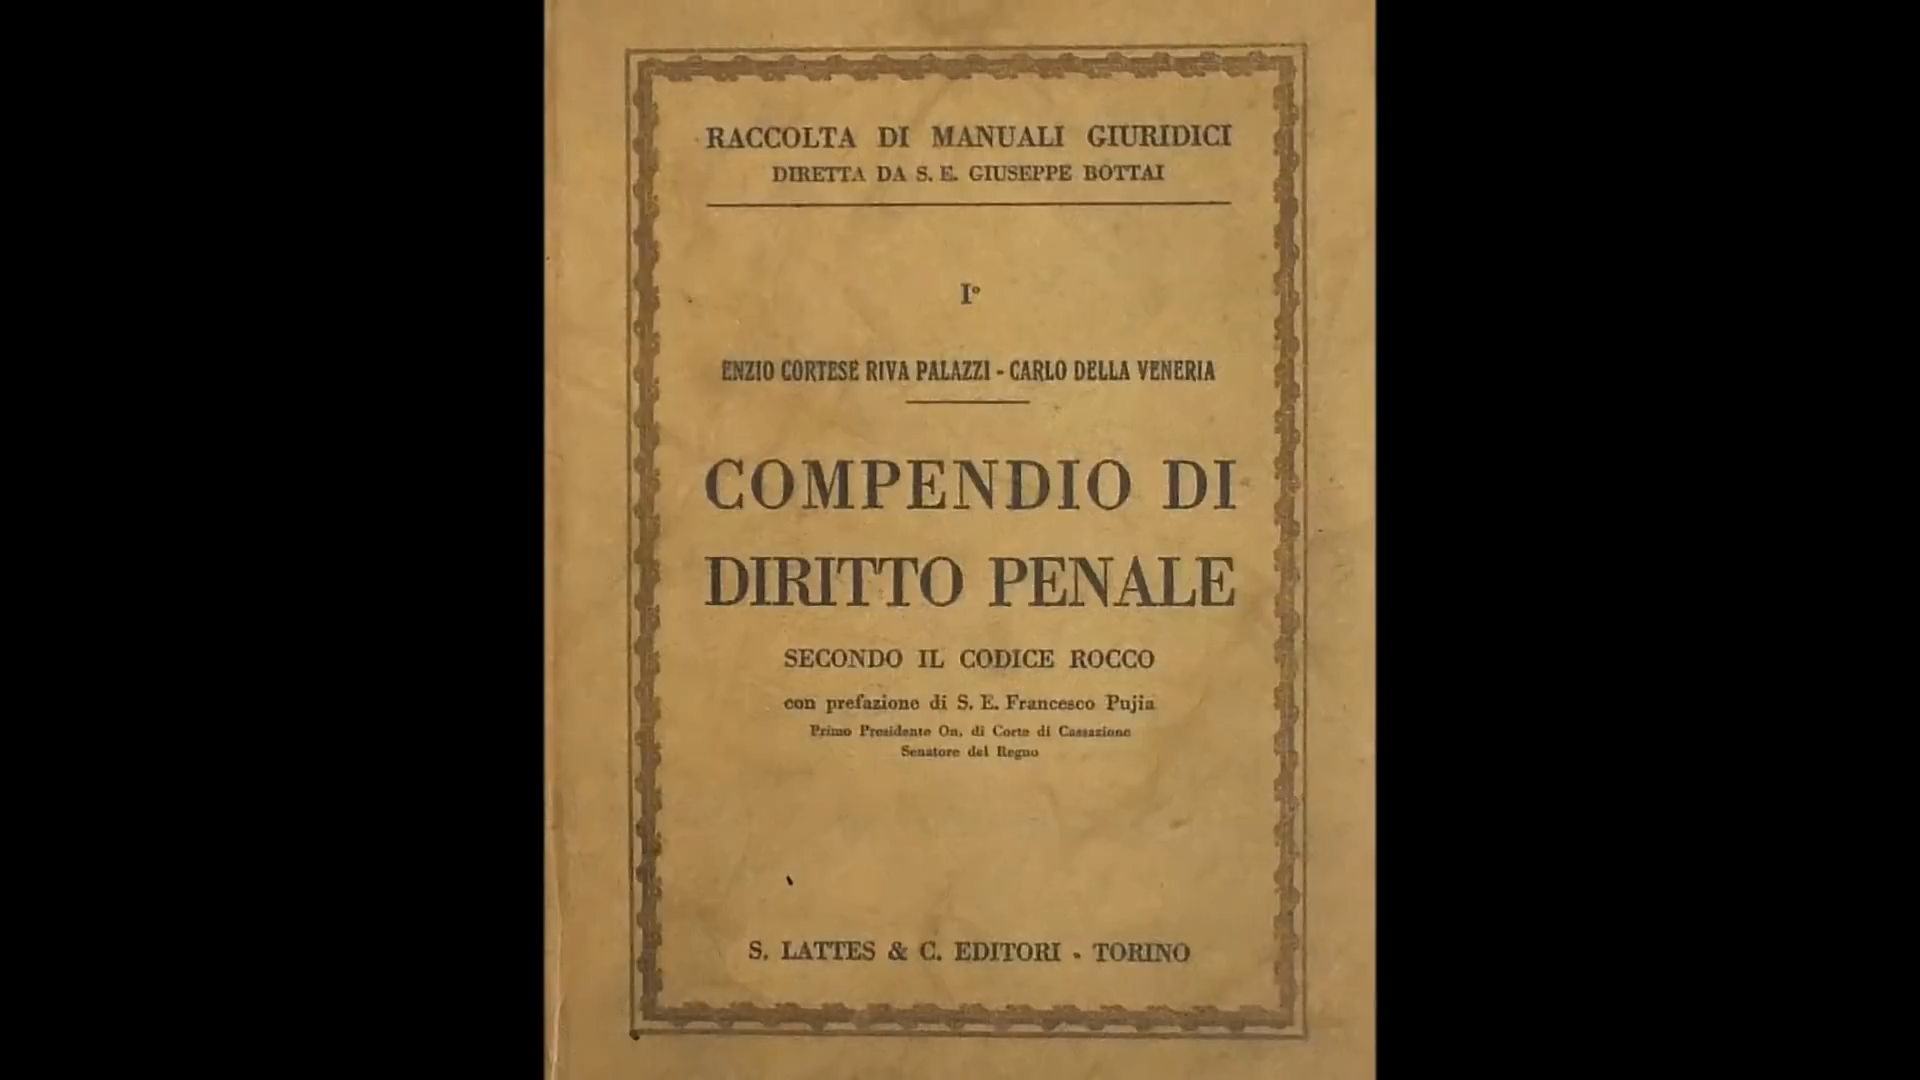 RACCOLTA DI MANUALI GIURIDICI
DIRETTA DA S. E. GIUSEPPE BOTTAI
I°
ENZIO CORTESE RIVA PALAZZI - CARLO DELLA VENERIA
COMPENDIO DI
DIRITTO PENALE
SECONDO IL CODICE ROCCO
con prefazione di S. E. Francesco Pujia
Primo Presidente On. di Corte di Cassazione
Senatore del Regno
S. LATTES & C. EDITORI - TORINO